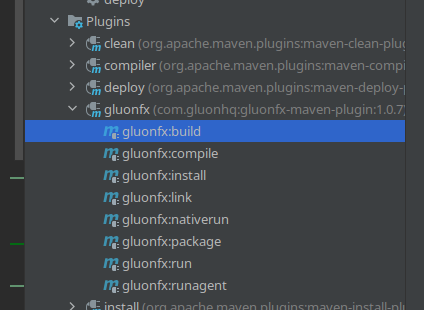 deploy
Plugins
clean (org.apache.maven.plugins:maven-clean-plug
compiler (org.apache.maven.plugins:maven-compi
deploy (org.apache.maven.plugins:maven-deploy-p
gluonfx (com.gluonhq:gluonfx-maven-plugin:1.0.7)
gluonfx:build
gluonfx:compile
gluonfx:install
gluonfx:link
gluonfx:nativerun
gluonfx:package
gluonfx:run
gluonfx:runagent
install (org.apache.maven.plugins:maven-install-pl